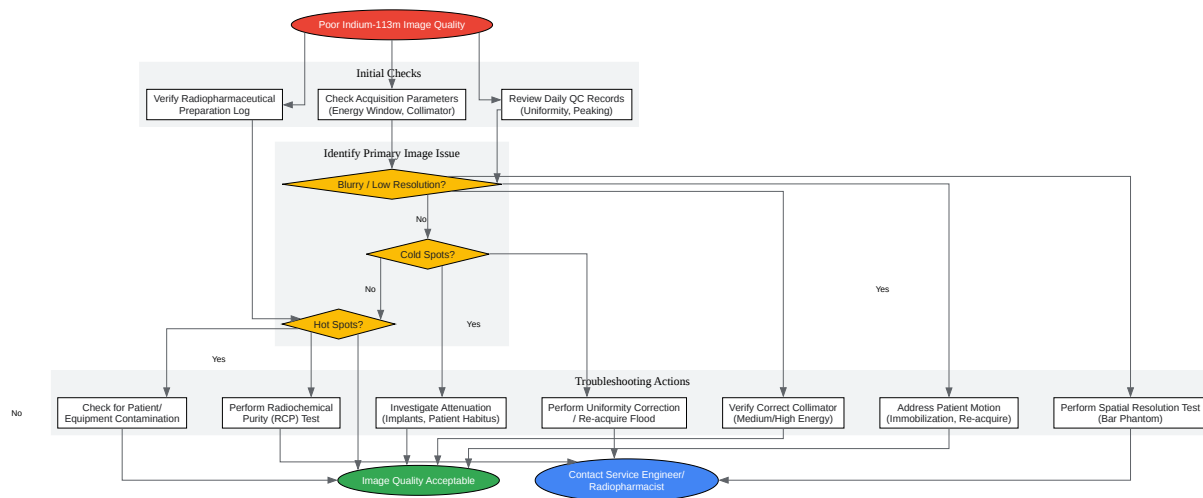 Poor Indium-113m Image Quality
Initial Checks
Verify Radiopharmaceutical
Preparation Log
Check Acquisition Parameters
(Energy Window, Collimator)
Review Daily QC Records
(Uniformity, Peaking)
Identify Primary Image Issue
Blurry / Low Resolution?
No
Cold Spots?
No
Yes
Hot Spots?
Yes
Yes
Troubleshooting Actions
No
Check for Patient/
Equipment Contamination
Perform Radiochemical
Purity (RCP) Test
Investigate Attenuation
(Implants, Patient Habitus)
Perform Uniformity Correction
/ Re-acquire Flood
Verify Correct Collimator
(Medium/High Energy)
Address Patient Motion
(Immobilization, Re-acquire)
Perform Spatial Resolution Test
(Bar Phantom)
Image Quality Acceptable
Contact Service Engineer/
Radiopharmacist